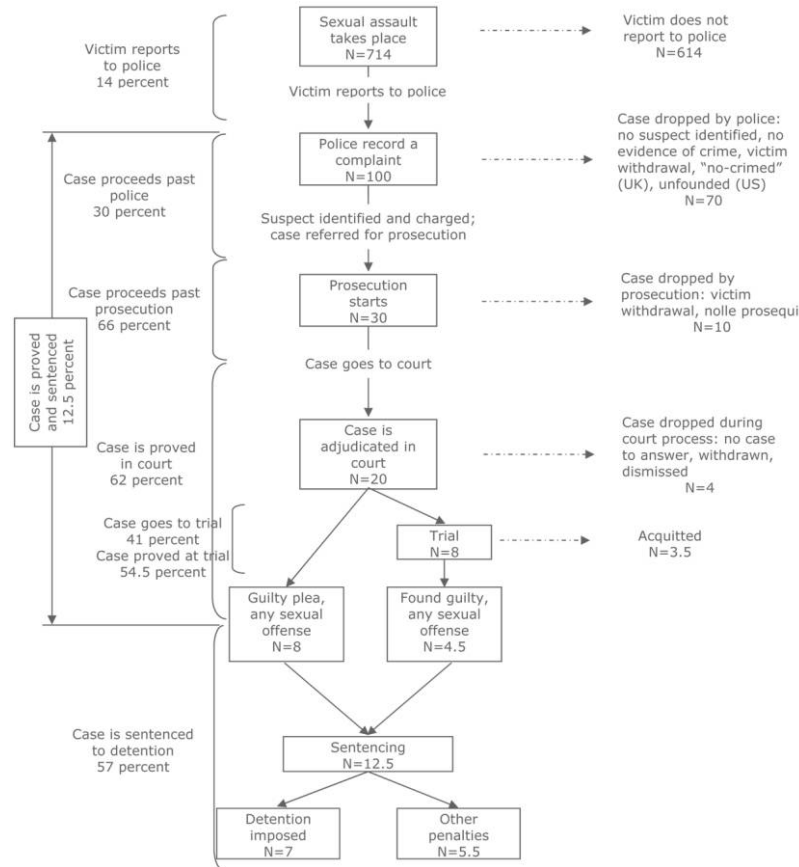 Sexual assault
takes place
N=714
Victim does not
report to police
N=614
Victim reports
to police
14 percent
Victim reports to police
Police record a
complaint
N=100
Case dropped by police:
no suspect identified, no
evidence of crime, victim
withdrawal, “no-crimed”
(UK), unfounded (US)
N=70
Case proceeds past
police
30 percent
Suspect identified and charged;
case referred for prosecution
Case proceeds past
prosecution
66 percent
Prosecution
starts
N=30
Case dropped by
prosecution: victim
withdrawal, nolle prosequi
N=10
Case is proved
and sentenced
12.5 percent
Case goes to court
Case is proved
in court
62 percent
Case is
adjudicated in
court
N=20
Case dropped during
court process: no case
to answer, withdrawn,
dismissed
N=4
Case goes to trial
41 percent
Case proved at trial
54.5 percent
Trial
N=8
Acquitted
N=3.5
Guilty plea,
any sexual
offense
N=8
Found guilty,
any sexual
offense
N=4.5
Case is sentenced
to detention
57 percent
Sentencing
N=12.5
Detention
imposed
N=7
Other
penalties
N=5.5